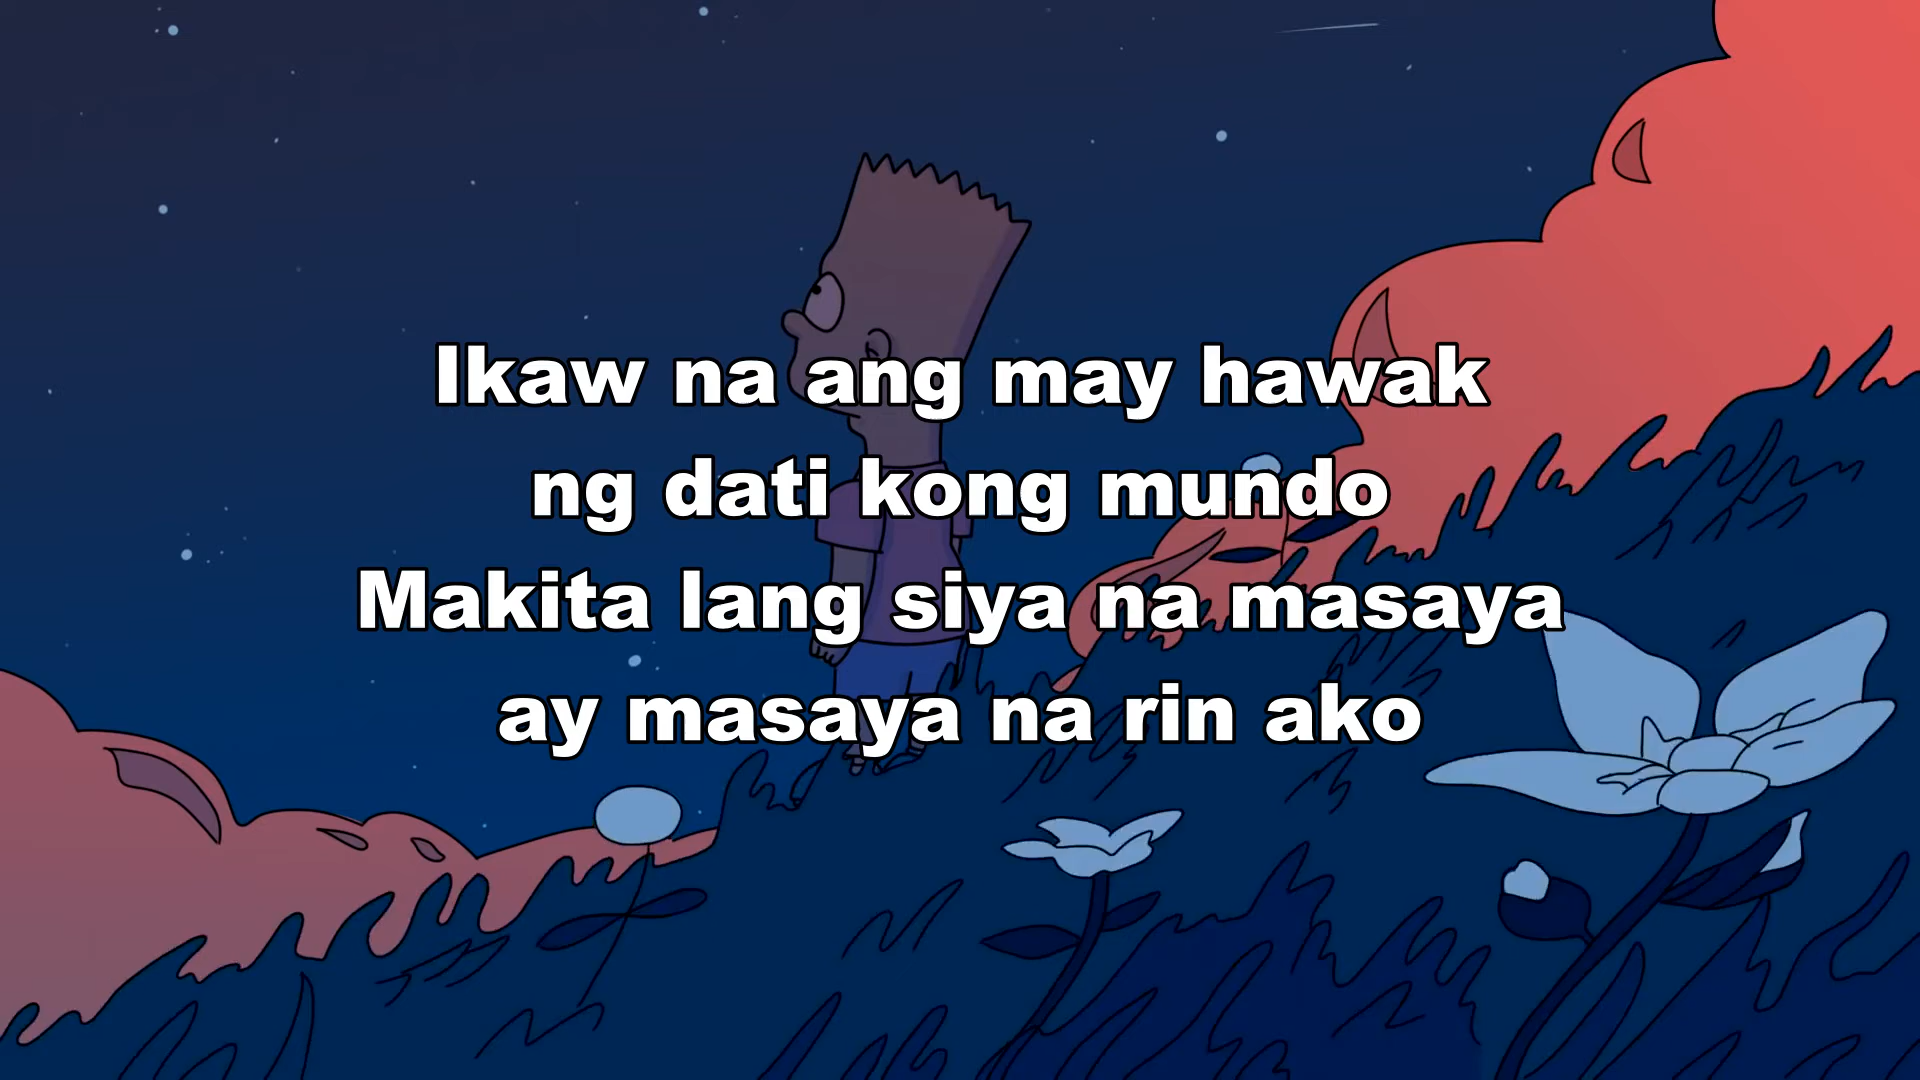 Ikaw na ang may hawak
ng dati kong mundo
Makita lang siya na masaya
ay masaya na rin ako